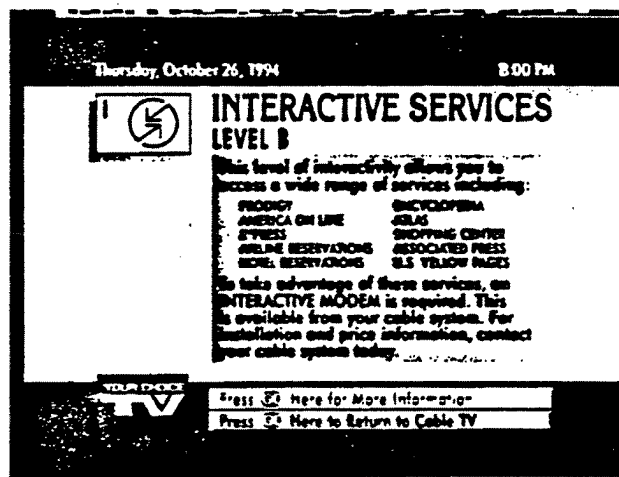 Thursday, October 26, 1994
8:00 PM
INTERACTIVE SERVICES
LEVEL B
This level of interactivity allows you to
access a wide range of services including:
PRODIGY
AMERICA ON LINE
X*PRESS
AIRLINE RESERVATIONS
HOTEL RESERVATIONS
ENCYCLOPEDIA
ATLAS
SHOPPING CENTER
ASSOCIATED PRESS
U.S. YELLOW PAGES
To take advantage of these services, an
INTERACTIVE MODEM is required. This
is available from your cable system. For
installation and price information, contact
your cable system today.
YOUR CHOICE
TV
Press Here for More Information
Press Here to Return to Cable TV